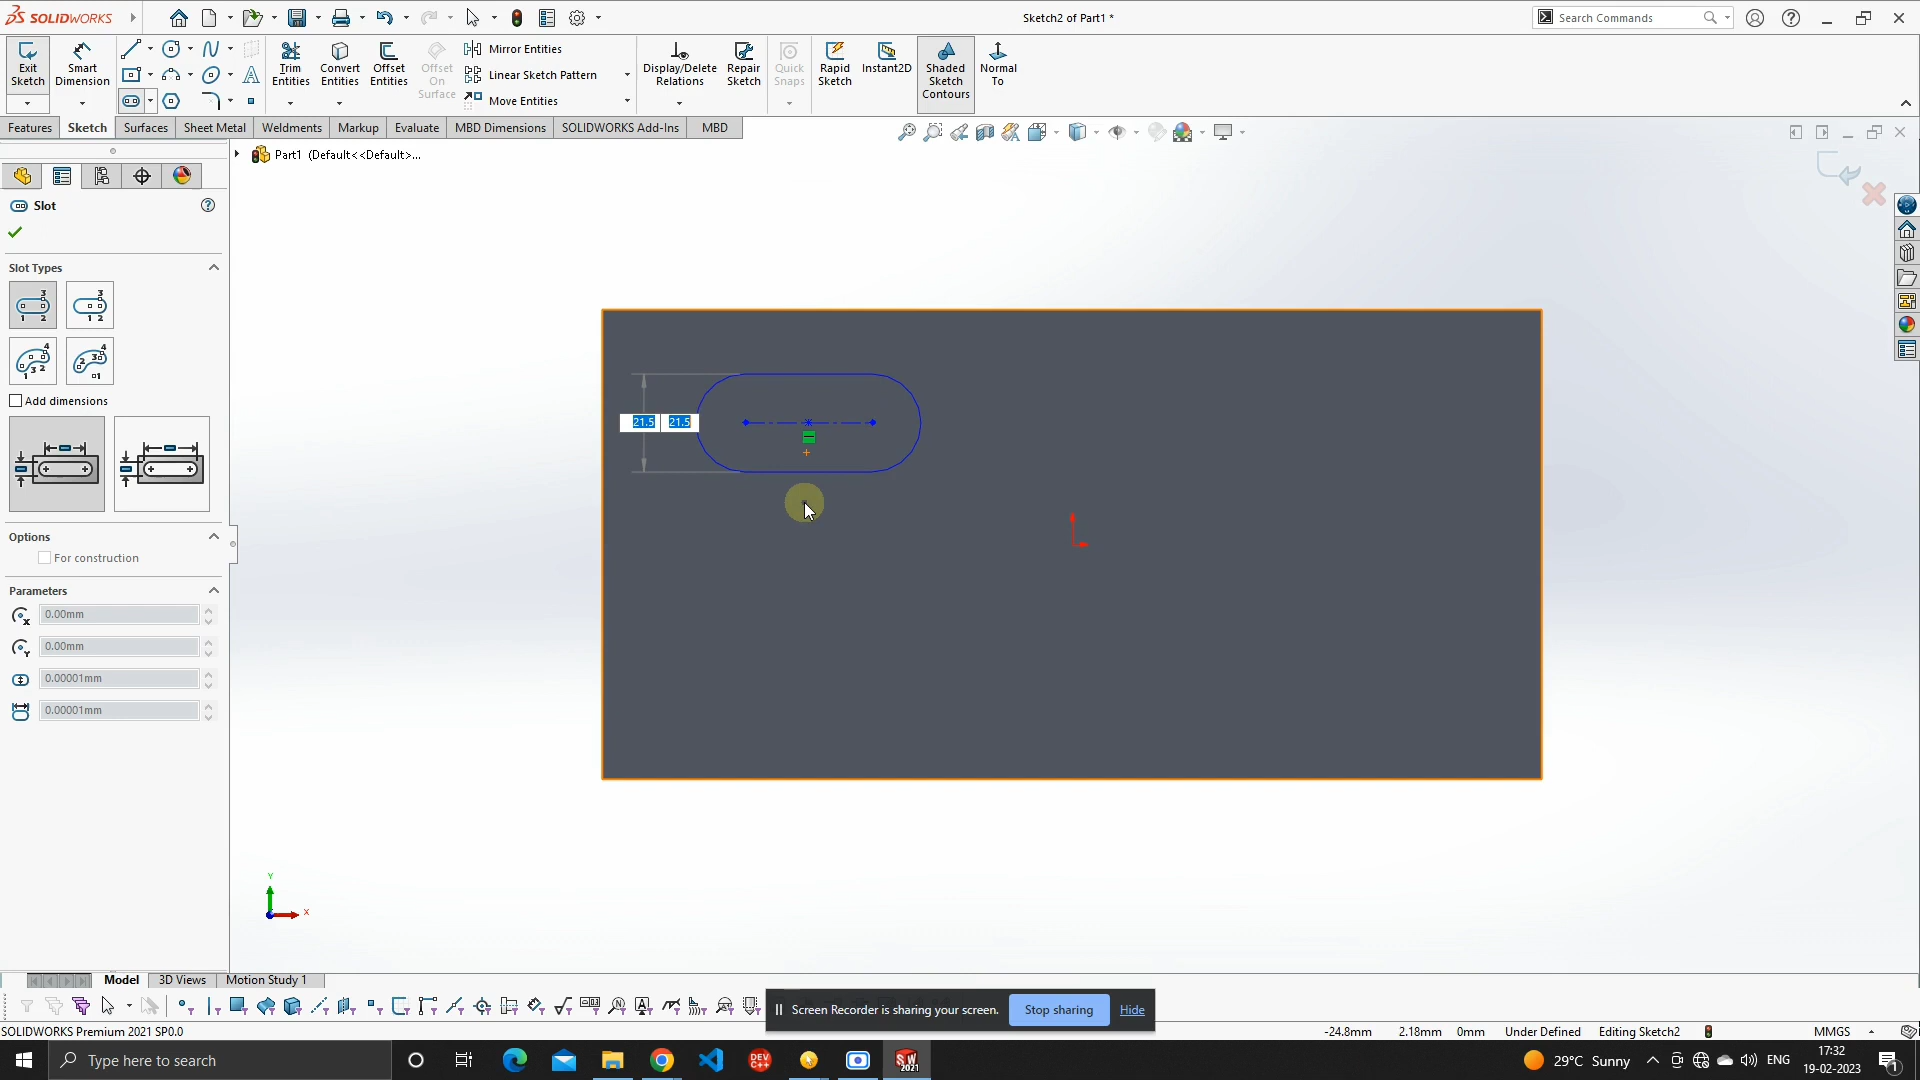 SOLIDWORKS
Sketch2 of Part1 *
Search Commands
Exit Sketch
Smart Dimension
Trim Entities
Convert Entities
Offset Entities
Offset On Surface
Mirror Entities
Linear Sketch Pattern
Move Entities
Display/Delete Relations
Repair Sketch
Quick Snaps
Rapid Sketch
Instant2D
Shaded Sketch Contours
Normal To
Features
Sketch
Surfaces
Sheet Metal
Weldments
Markup
Evaluate
MBD Dimensions
SOLIDWORKS Add-Ins
MBD
Part1 (Default<<Default>...
Slot
Slot Types
Add dimensions
21.5
21.5
Options
For construction
Parameters
0.00mm
0.00mm
0.00001mm
0.00001mm
Y
X
Model
3D Views
Motion Study 1
Screen Recorder is sharing your screen.
Stop sharing
Hide
SOLIDWORKS Premium 2021 SP0.0
-24.8mm
2.18mm
0mm
Under Defined
Editing Sketch2
MMGS
Type here to search
DEV C++
SW 2021
29°C Sunny
ENG
17:32
19-02-2023
1